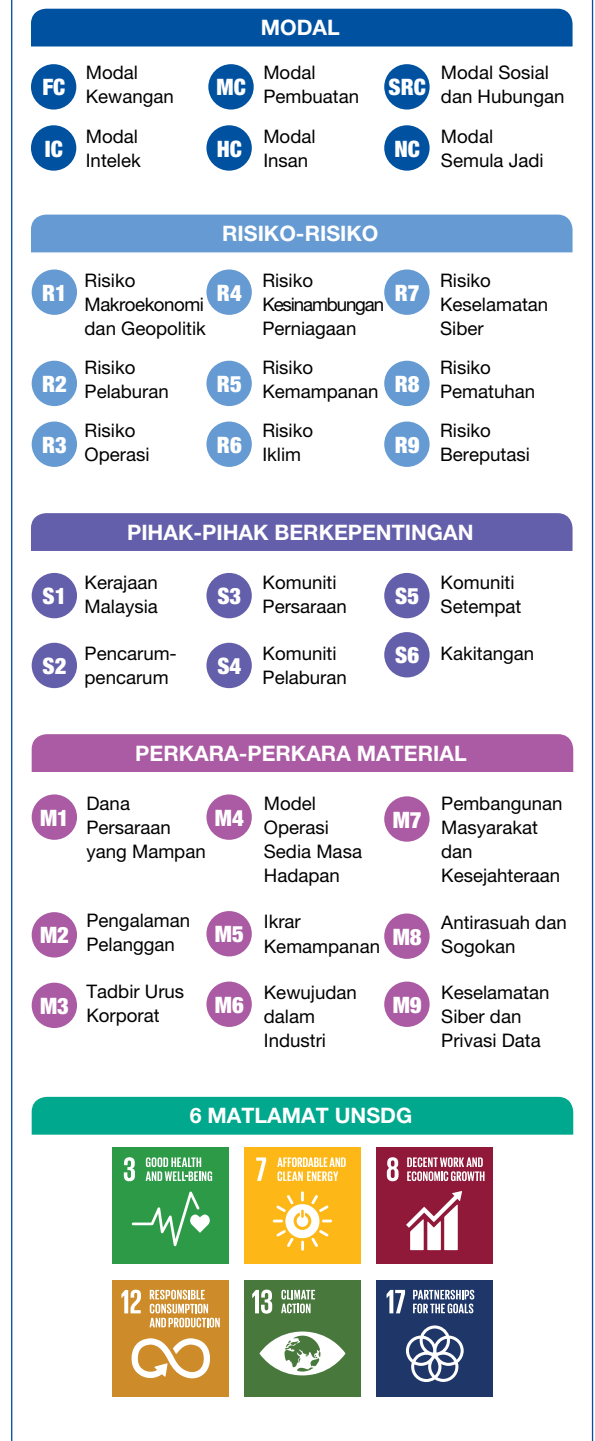 MODAL
FC
Modal
Kewangan
MC
Modal
Pembuatan
SRC
Modal Sosial
dan Hubungan
IC
Modal
Intelek
HC
Modal
Insan
NC
Modal
Semula Jadi
RISIKO-RISIKO
R1
Risiko
Makroekonomi
dan Geopolitik
R4
Risiko
Kesinambungan
Perniagaan
R7
Risiko
Keselamatan
Siber
R2
Risiko
Pelaburan
R5
Risiko
Kemampanan
R8
Risiko
Pematuhan
R3
Risiko
Operasi
R6
Risiko
Iklim
R9
Risiko
Bereputasi
PIHAK-PIHAK BERKEPENTINGAN
S1
Kerajaan
Malaysia
S3
Komuniti
Persaraan
S5
Komuniti
Setempat
S2
Pencarum-
pencarum
S4
Komuniti
Pelaburan
S6
Kakitangan
PERKARA-PERKARA MATERIAL
M1
Dana
Persaraan
yang Mampan
M4
Model
Operasi
Sedia Masa
Hadapan
M7
Pembangunan
Masyarakat
dan
Kesejahteraan
M2
Pengalaman
Pelanggan
M5
Ikrar
Kemampanan
M8
Antirasuah dan
Sogokan
M3
Tadbir Urus
Korporat
M6
Kewujudan
dalam
Industri
M9
Keselamatan
Siber dan
Privasi Data
6 MATLAMAT UNSDG
3 GOOD HEALTH
AND WELL-BEING
7 AFFORDABLE AND
CLEAN ENERGY
8 DECENT WORK AND
ECONOMIC GROWTH
12 RESPONSIBLE
CONSUMPTION
AND PRODUCTION
13 CLIMATE
ACTION
17 PARTNERSHIPS
FOR THE GOALS